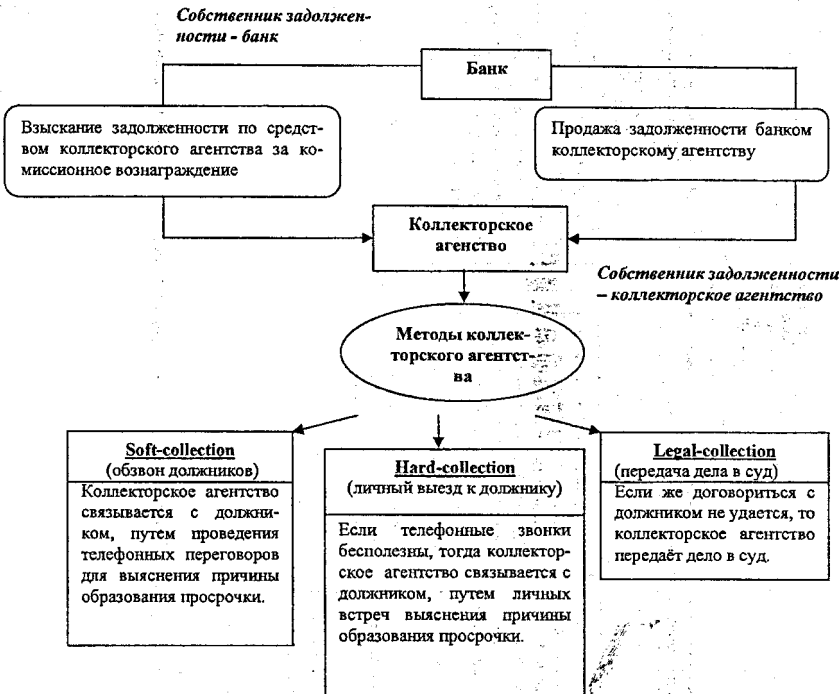 Собственник задолжен-
ности - банк
Банк
Взыскание задолженности по средст-
вом коллекторского агентства за ко-
миссионное вознаграждение
Продажа задолженности банком
коллекторскому агентству
Коллекторское
агенство
Собственник задолженности
– коллекторское агентство
Методы коллек-
торского агентст-
ва
Soft-collection
(обзвон должников)
Коллекторское агентство
связывается с должни-
ком, путем проведения
телефонных переговоров
для выяснения причины
образования просрочки.
Hard-collection
(личный выезд к должнику)
Если телефонные звонки
бесполезны, тогда коллектор-
ское агентство связывается с
должником, путем личных
встреч выяснения причины
образования просрочки.
Legal-collection
(передача дела в суд)
Если же договориться с
должником не удается, то
коллекторское агентство
передаёт дело в суд.